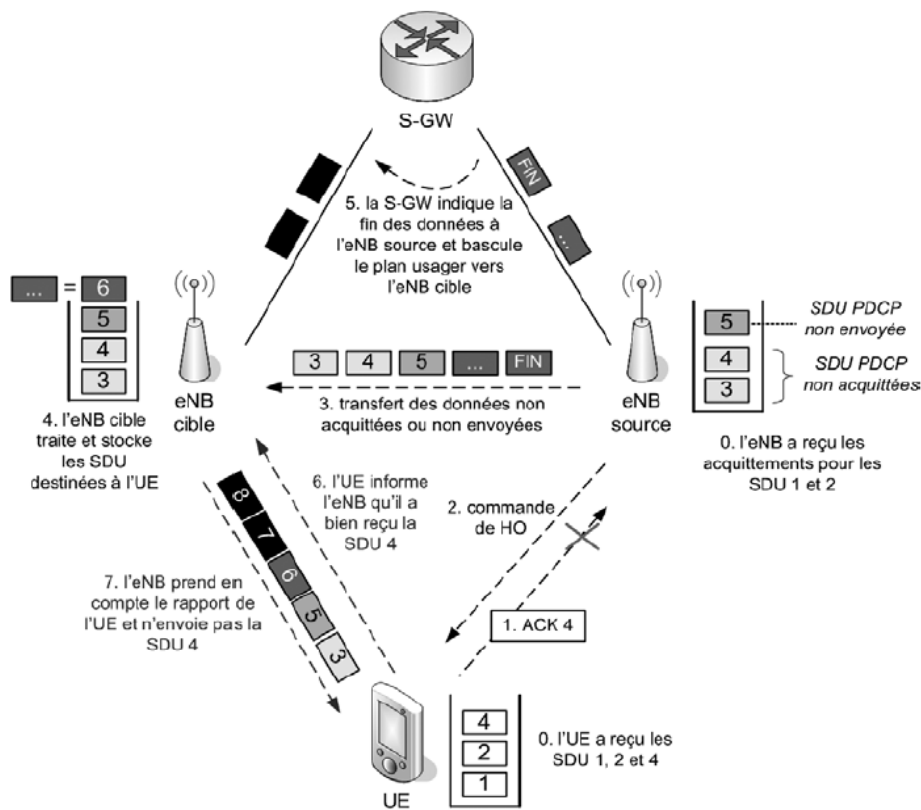 S-GW
FIN
...
5. la S-GW indique la
fin des données à
l'eNB source et bascule
le plan usager vers
l'eNB cible
... = 6
5
4
3
eNB
cible
4. l'eNB cible
traite et stocke
les SDU
destinées à l'UE
3 4 5 ... FIN
3. transfert des données non
acquittées ou non envoyées
eNB
source
5
4
3
SDU PDCP
non envoyée
SDU PDCP
non acquittées
0. l'eNB a reçu les
acquittements pour les
SDU 1 et 2
6. l'UE informe
l'eNB qu'il a
bien reçu la
SDU 4
2. commande
de HO
8
7
6
5
3
7. l'eNB prend en
compte le rapport de
l'UE et n'envoie pas la
SDU 4
1. ACK 4
UE
4
2
1
0. l'UE a reçu les
SDU 1, 2 et 4